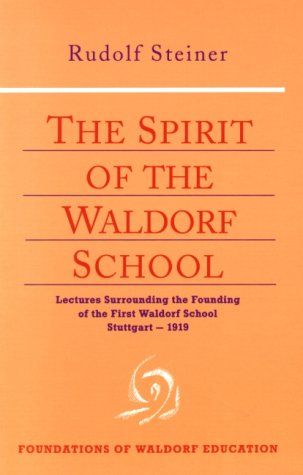 Rudolf Steiner
THE SPIRIT
OF THE
WALDORF
SCHOOL
Lectures Surrounding the Founding
of the First Waldorf School
Stuttgart – 1919
FOUNDATIONS OF WALDORF EDUCATION